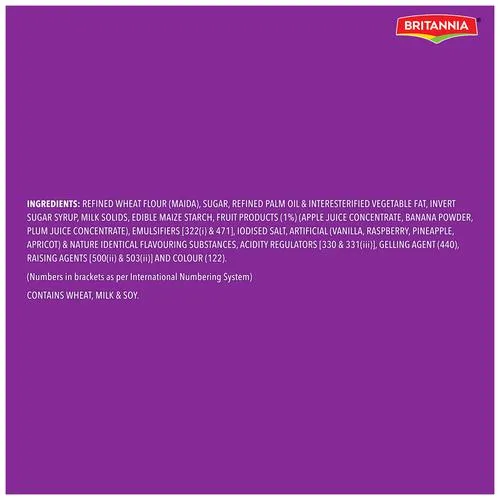 BRITANNIA
INGREDIENTS: REFINED WHEAT FLOUR (MAIDA), SUGAR, REFINED PALM OIL & INTERESTERIFIED VEGETABLE FAT, INVERT
SUGAR SYRUP, MILK SOLIDS, EDIBLE MAIZE STARCH, FRUIT PRODUCTS (1%) (APPLE JUICE CONCENTRATE, BANANA POWDER,
PLUM JUICE CONCENTRATE), EMULSIFIERS [322(i) & 471], IODISED SALT, ARTIFICIAL (VANILLA, RASPBERRY, PINEAPPLE,
APRICOT) & NATURE IDENTICAL FLAVOURING SUBSTANCES, ACIDITY REGULATORS [330 & 331(iii)], GELLING AGENT (440),
RAISING AGENTS [500(ii) & 503(ii)] AND COLOUR (122).
(Numbers in brackets as per International Numbering System)
CONTAINS WHEAT, MILK & SOY.